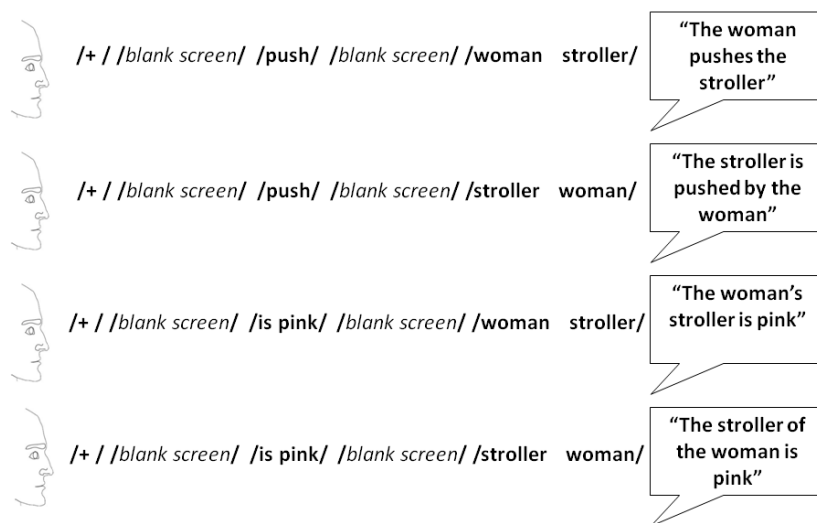 /+ / /blank screen/ /push/ /blank screen/ /woman stroller/
“The woman
pushes the
stroller”
/+ / /blank screen/ /push/ /blank screen/ /stroller woman/
“The stroller is
pushed by the
woman”
/+ / /blank screen/ /is pink/ /blank screen/ /woman stroller/
“The woman’s
stroller is pink”
/+ / /blank screen/ /is pink/ /blank screen/ /stroller woman/
“The stroller of
the woman is
pink”